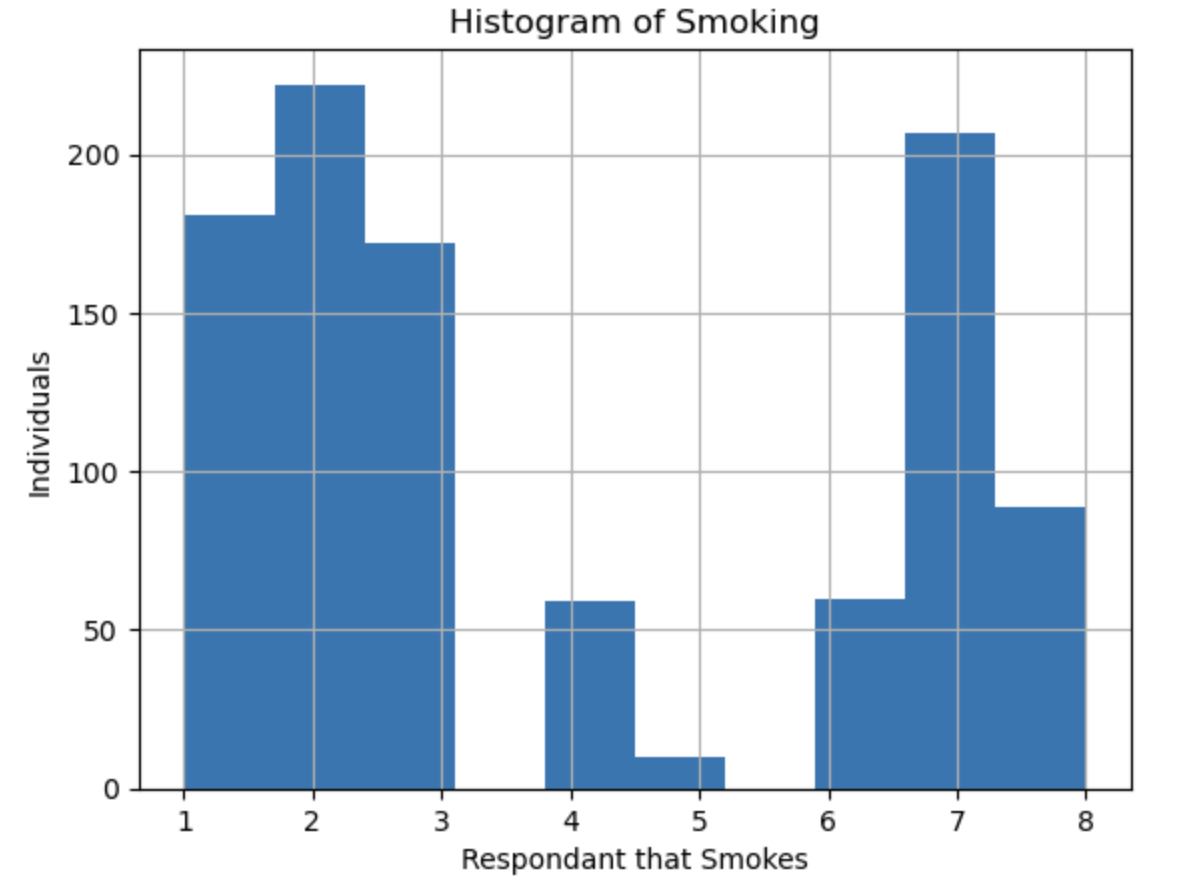 Histogram of Smoking
200
150
100
50
0
Individuals
1 2 3 4 5 6 7 8
Respondant that Smokes